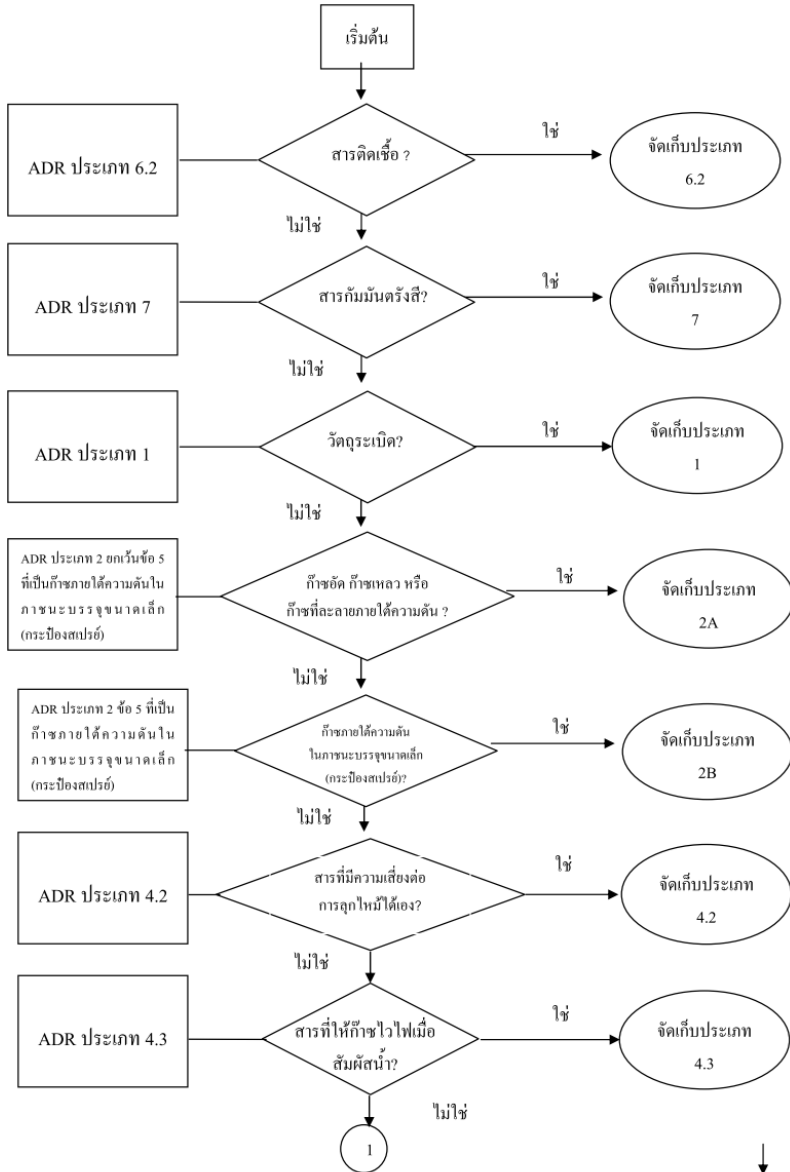 เริ่มต้น
ADR ประเภท 6.2
สารติดเชื้อ ?
ใช่
จัดเก็บประเภท
6.2
ไม่ใช่
ADR ประเภท 7
สารกัมมันตรังสี?
ใช่
จัดเก็บประเภท
7
ไม่ใช่
ADR ประเภท 1
วัตถุระเบิด?
ใช่
จัดเก็บประเภท
1
ไม่ใช่
ADR ประเภท 2 ยกเว้นข้อ 5
ที่เป็นก๊าซภายใต้ความดันใน
ภาชนะบรรจุขนาดเล็ก
(กระป๋องสเปรย์)
ก๊าซอัด ก๊าซเหลว หรือ
ก๊าซที่ละลายภายใต้ความดัน ?
ใช่
จัดเก็บประเภท
2A
ไม่ใช่
ADR ประเภท 2 ข้อ 5 ที่เป็น
ก๊าซภายใต้ความดันใน
ภาชนะบรรจุขนาดเล็ก
(กระป๋องสเปรย์)
ก๊าซภายใต้ความดัน
ในภาชนะบรรจุขนาดเล็ก
(กระป๋องสเปรย์)?
ใช่
จัดเก็บประเภท
2B
ไม่ใช่
ADR ประเภท 4.2
สารที่มีความเสี่ยงต่อ
การลุกไหม้ได้เอง?
ใช่
จัดเก็บประเภท
4.2
ไม่ใช่
ADR ประเภท 4.3
สารที่ให้ก๊าซไวไฟเมื่อ
สัมผัสน้ำ?
ใช่
จัดเก็บประเภท
4.3
ไม่ใช่
1